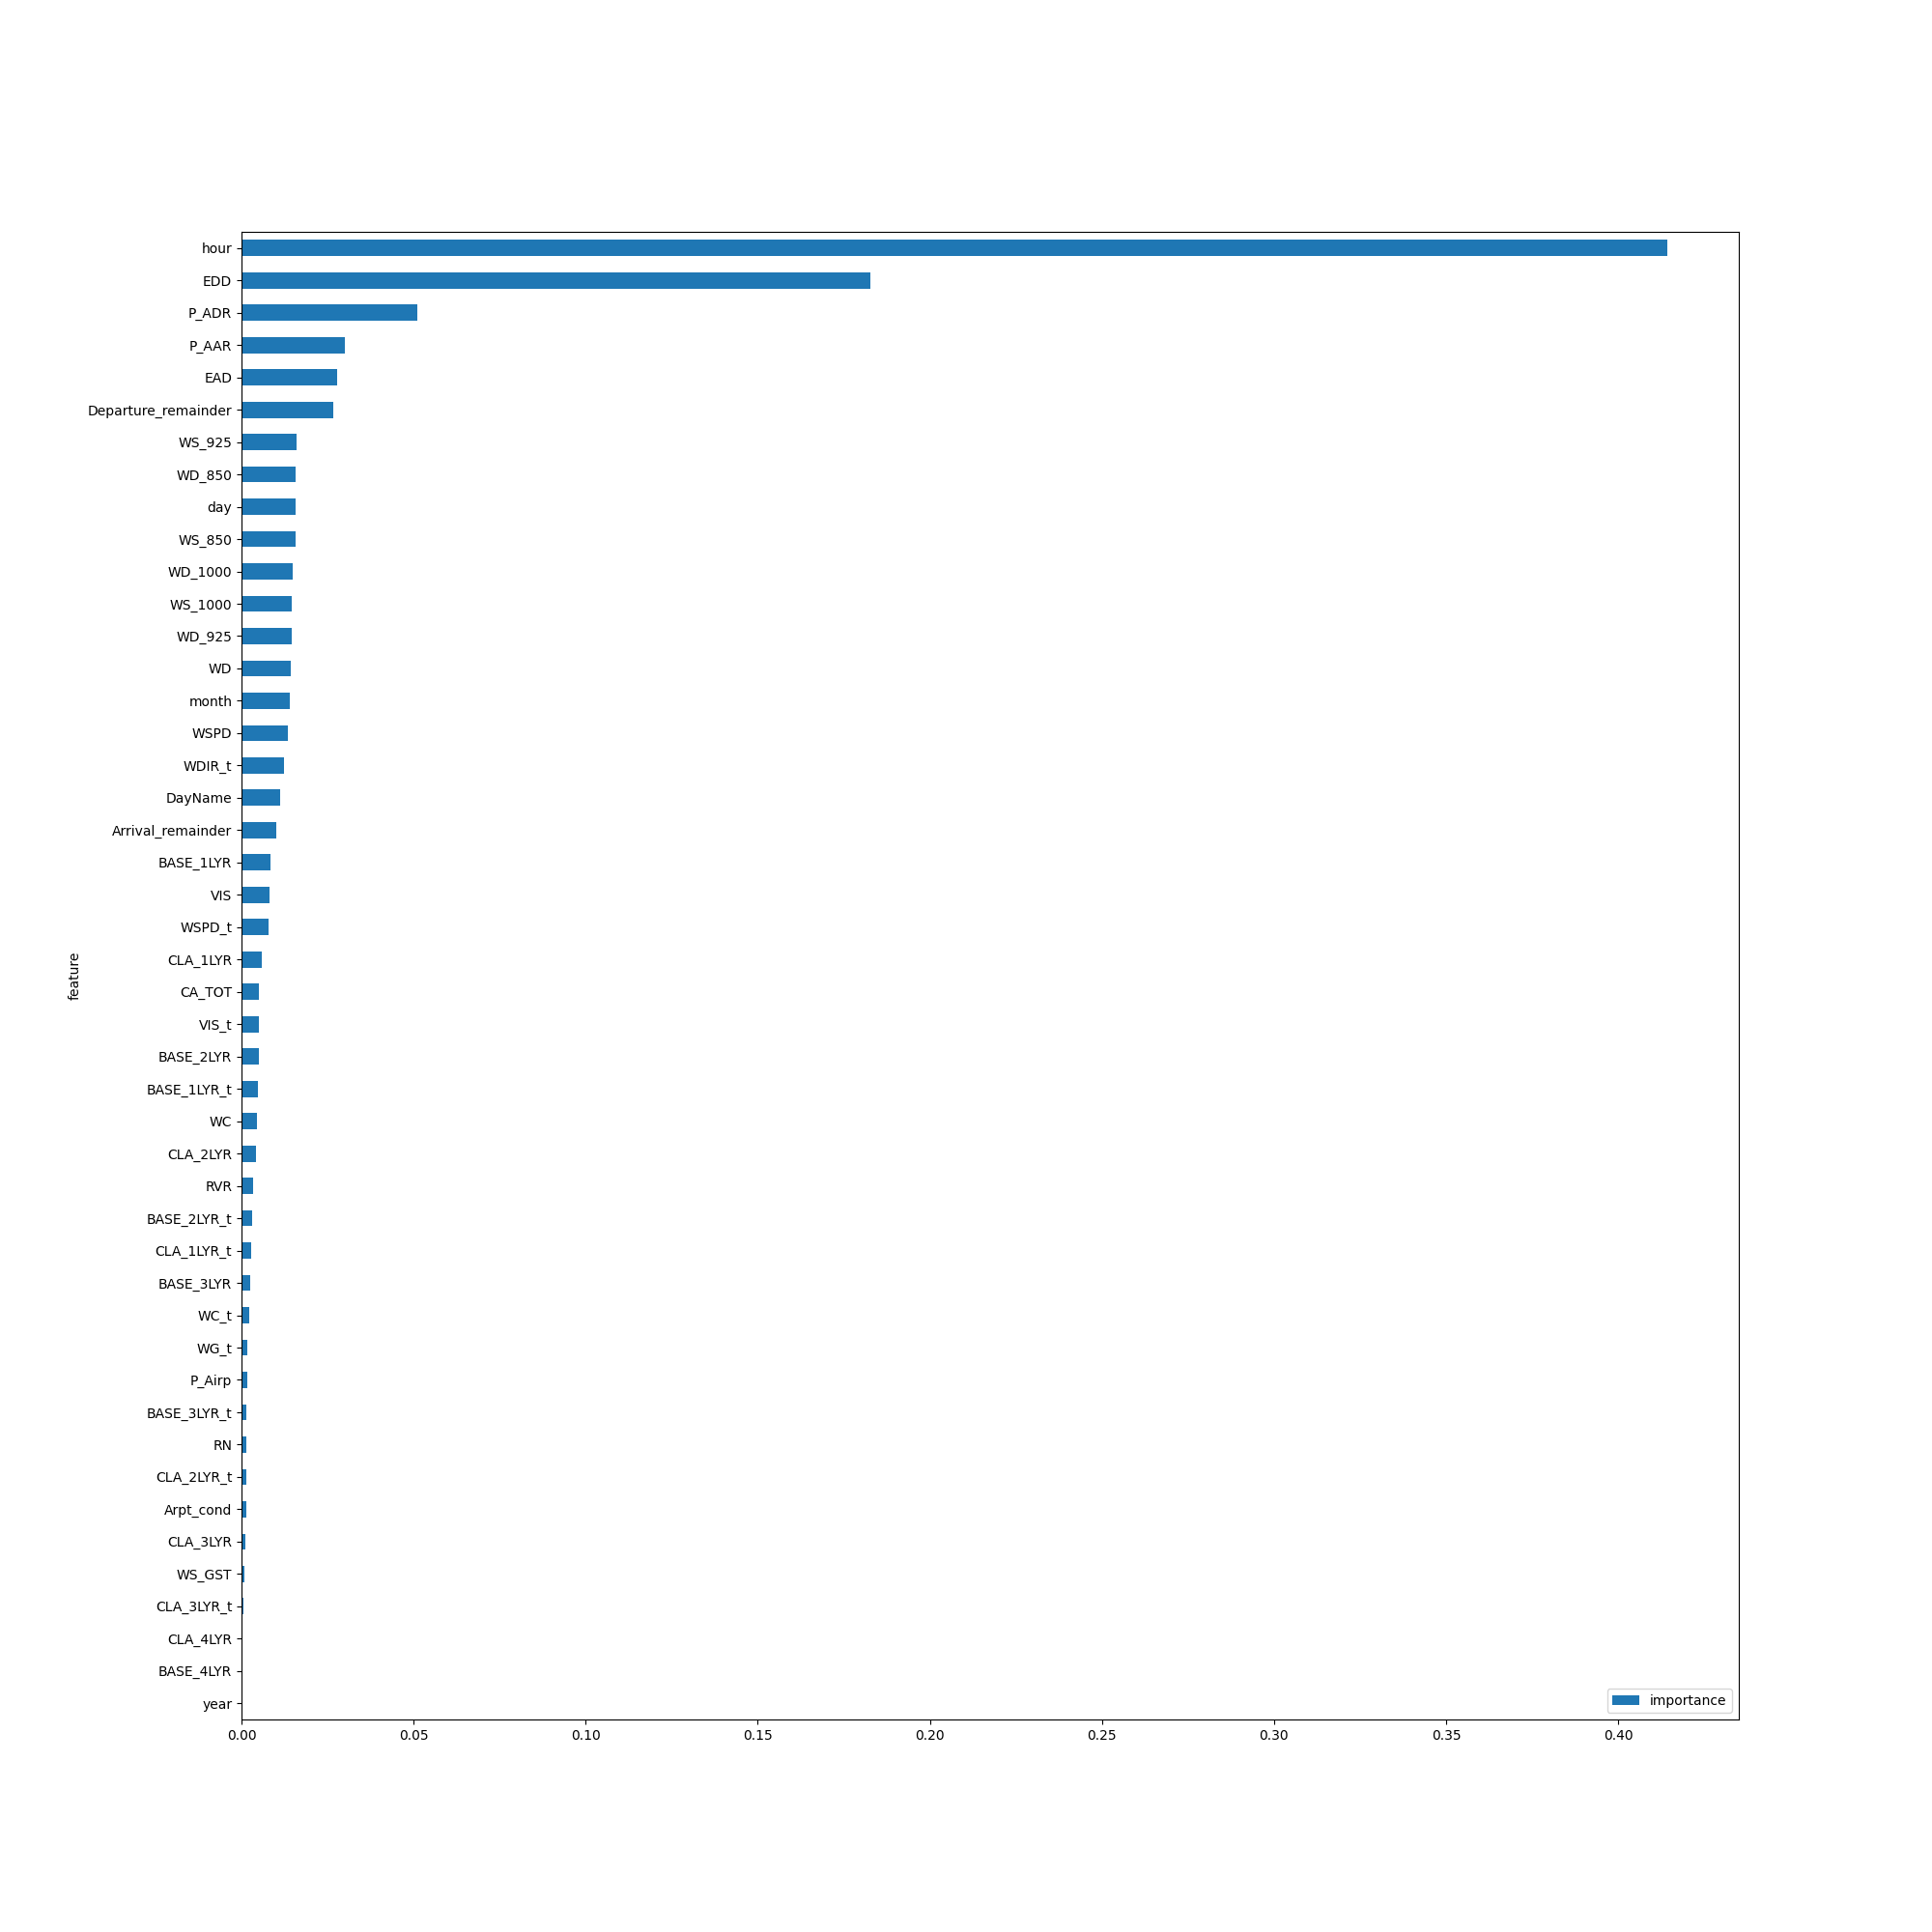 hour
EDD
P_ADR
P_AAR
EAD
Departure_remainder
WS_925
WD_850
day
WS_850
WD_1000
WS_1000
WD_925
WD
month
WSPD
WDIR_t
DayName
Arrival_remainder
BASE_1LYR
VIS
WSPD_t
CLA_1LYR
feature
CA_TOT
VIS_t
BASE_2LYR
BASE_1LYR_t
WC
CLA_2LYR
RVR
BASE_2LYR_t
CLA_1LYR_t
BASE_3LYR
WC_t
WG_t
P_Airp
BASE_3LYR_t
RN
CLA_2LYR_t
Arpt_cond
CLA_3LYR
WS_GST
CLA_3LYR_t
CLA_4LYR
BASE_4LYR
year
importance
0.00 0.05 0.10 0.15 0.20 0.25 0.30 0.35 0.40